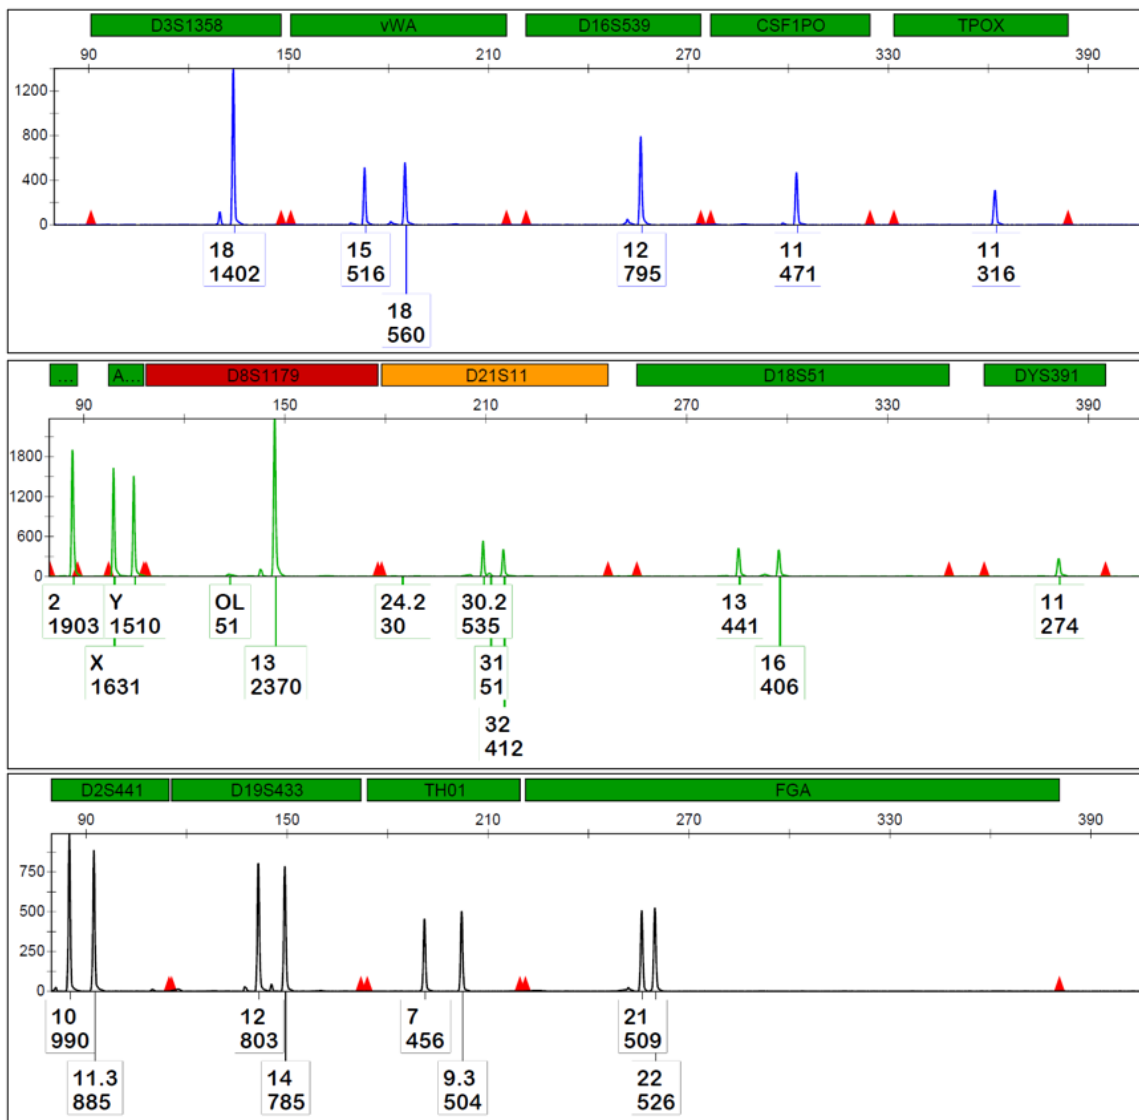 D3S1358 vWA D16S539 CSF1PO TPOX
90 150 210 270 330 390
1200
800
400
0
18 15 12 11 11
1402 516 795 471 316
18
560
... A... D8S1179 D21S11 D18S51 DYS391
90 150 210 270 330 390
1800
1200
600
0
2 Y OL 24.2 30.2 13 11
1903 1510 51 30 535 441 274
X 13 31 16
1631 2370 51 406
32
412
D2S441 D19S433 TH01 FGA
90 150 210 270 330 390
750
500
250
0
10 12 7 21
990 803 456 509
11.3 14 9.3 22
885 785 504 526